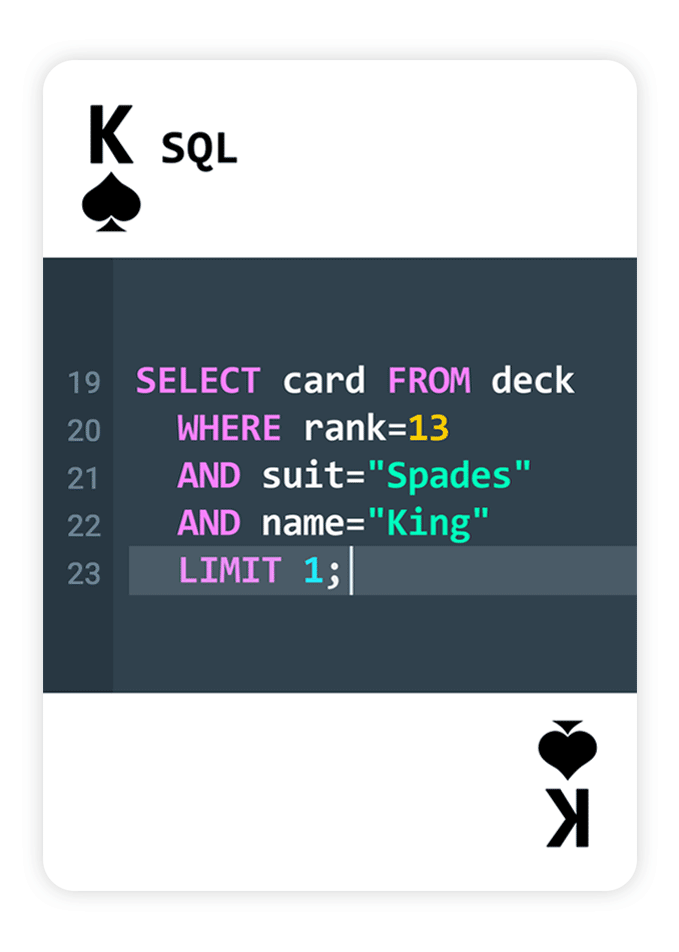 K SQL
19 SELECT card FROM deck
20 WHERE rank=13
21 AND suit="Spades"
22 AND name="King"
23 LIMIT 1;
K